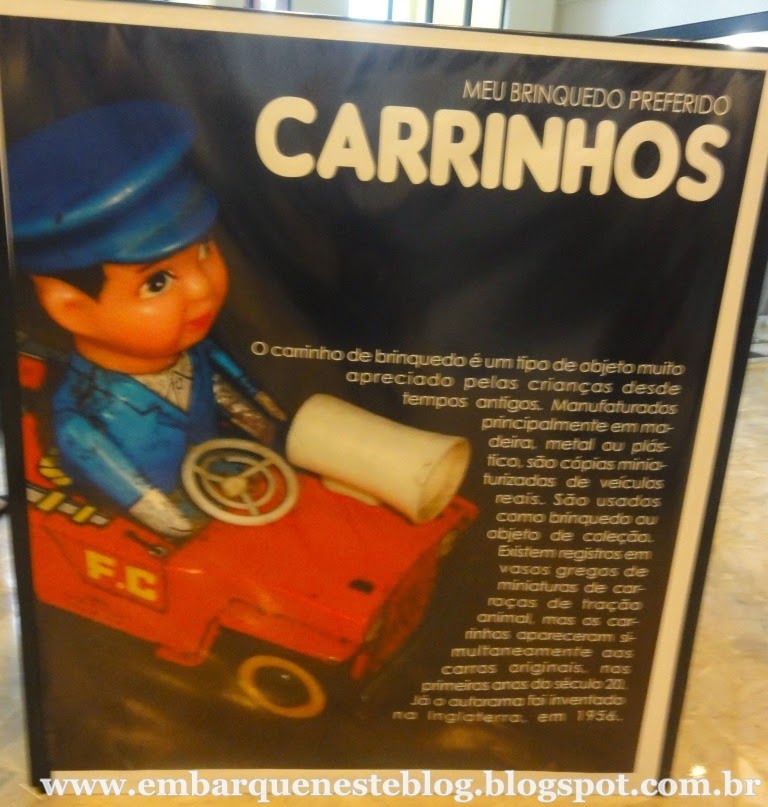 MEU BRINQUEDO PREFERIDO
CARRINHOS
O carrinho de brinquedo é um tipo de objeto muito
apreciado pelas crianças desde
tempos antigos. Manufaturados
principalmente em ma-
deira, metal ou plás-
tico, são cópias minia-
turizadas de veículos
reais. São usados
como brinquedo ou
objeto de coleção.
Existem registros em
vasos gregos de
miniaturas de car-
roças de tração
animal, mas os car-
rinhos apareceram si-
multaneamente aos
carros originais, nos
primeiros anos do século 20.
Já o autorama foi inventado
na Inglaterra, em 1956.
F.C
www.embarquenesteblog.blogspot.com.br